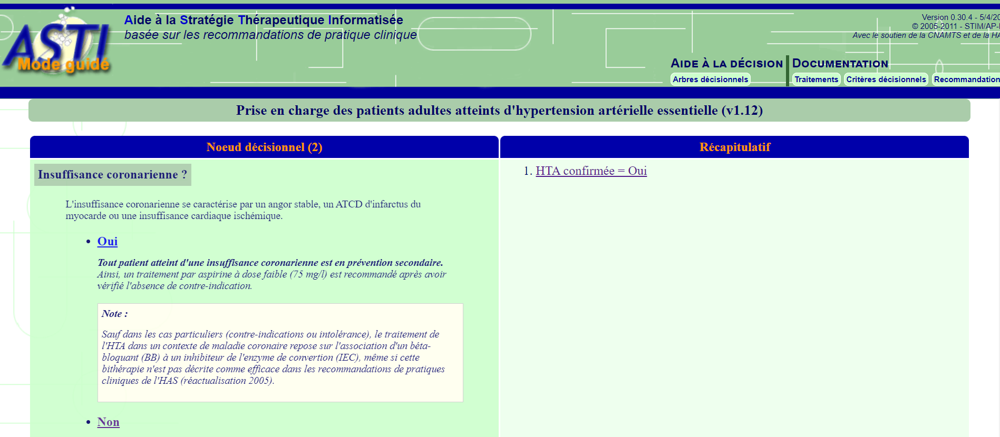 ASTI
Mode guidé
Aide à la Stratégie Thérapeutique Informatisée
basée sur les recommandations de pratique clinique
Version 0.30.4 - 5/4/20
© 2005-2011 - STIM/AP-
Avec le soutien de la CNAMTS et de la HA
AIDE À LA DÉCISION
Arbres décisionnels
DOCUMENTATION
Traitements Critères décisionnels Recommandation
Prise en charge des patients adultes atteints d'hypertension artérielle essentielle (v1.12)
Noeud décisionnel (2)
Insuffisance coronarienne ?
L'insuffisance coronarienne se caractérise par un angor stable, un ATCD d'infarctus du
myocarde ou une insuffisance cardiaque ischémique.
• Oui
Tout patient atteint d'une insuffisance coronarienne est en prévention secondaire.
Ainsi, un traitement par aspirine à dose faible (75 mg/l) est recommandé après avoir
vérifié l'absence de contre-indication.
Note :
Sauf dans les cas particuliers (contre-indications ou intolérance), le traitement de
l'HTA dans un contexte de maladie coronaire repose sur l'association d'un béta-
bloquant (BB) à un inhibiteur de l'enzyme de convertion (IEC), même si cette
bithérapie n'est pas décrite comme efficace dans les recommandations de pratiques
cliniques de l'HAS (réactualisation 2005).
• Non
Récapitulatif
1. HTA confirmée = Oui